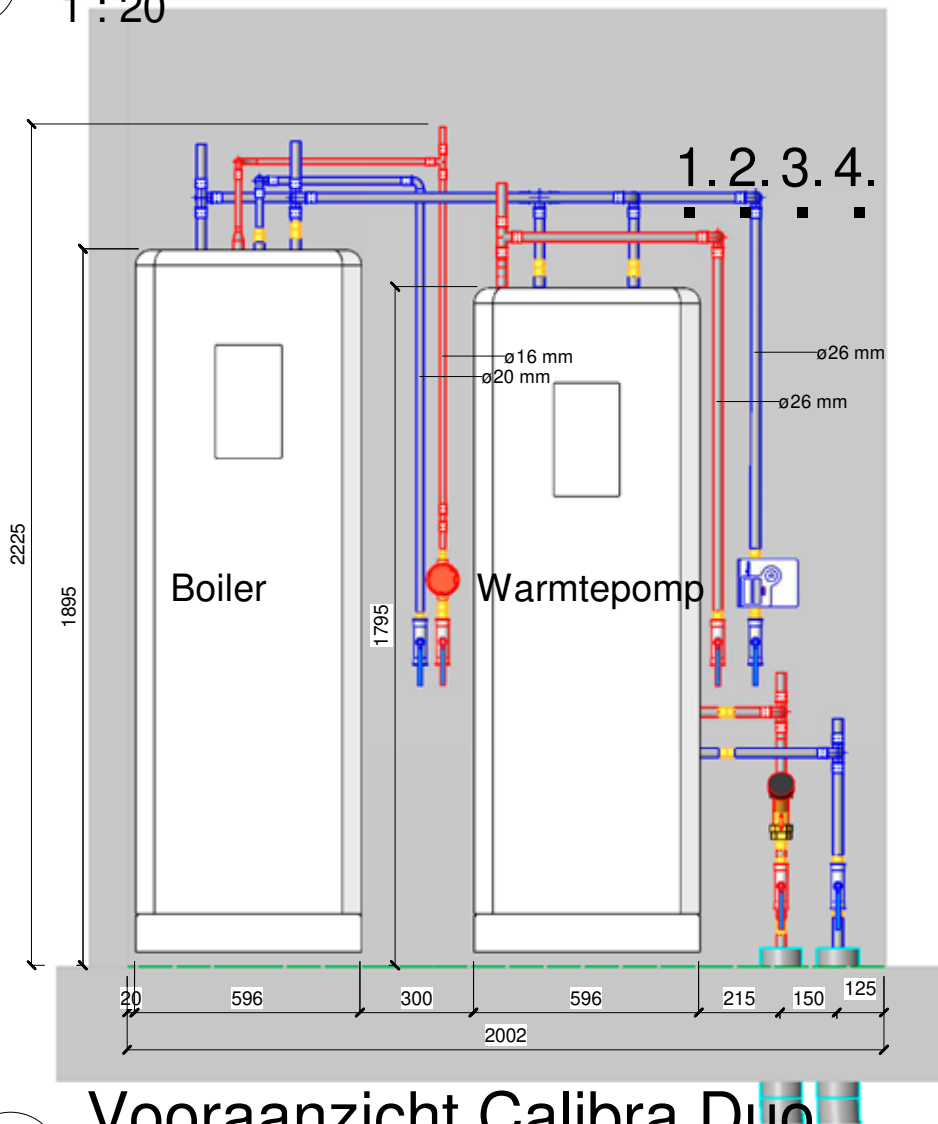 1 : 20
1. 2. 3. 4.
ø16 mm
ø20 mm
ø26 mm
ø26 mm
2225
1895
1795
Boiler
Warmtepomp
20
596
300
596
215
150
125
2002
Vooraanzicht Calibra Duo